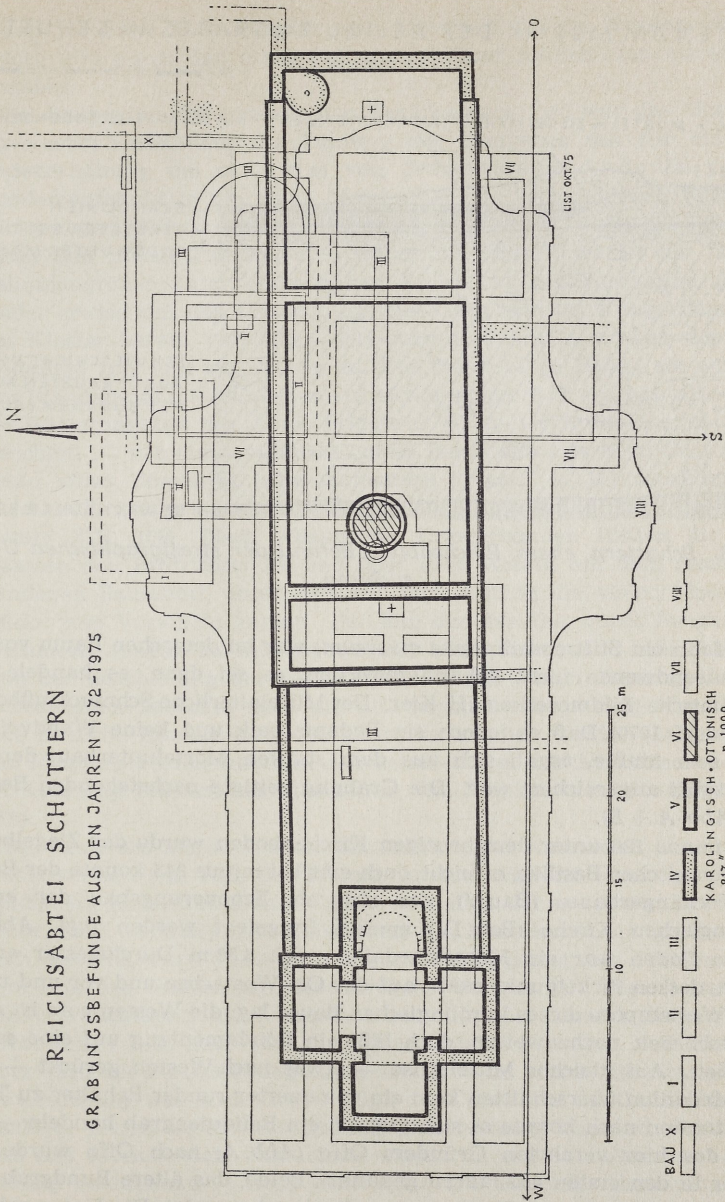 REICHSABTEI SCHUTTERN
GRABUNGSBEFUNDE AUS DEN JAHREN 1972–1975
N
O
S
W
X
III
III
III
VII
II
II
VII
II
I
I
VII
VIII
III
LIST OKT.75
25 m
20
15
10
BAU X
I
II
III
IV
V
VI
VII
VIII
KAROLINGISCH-OTTONISCH